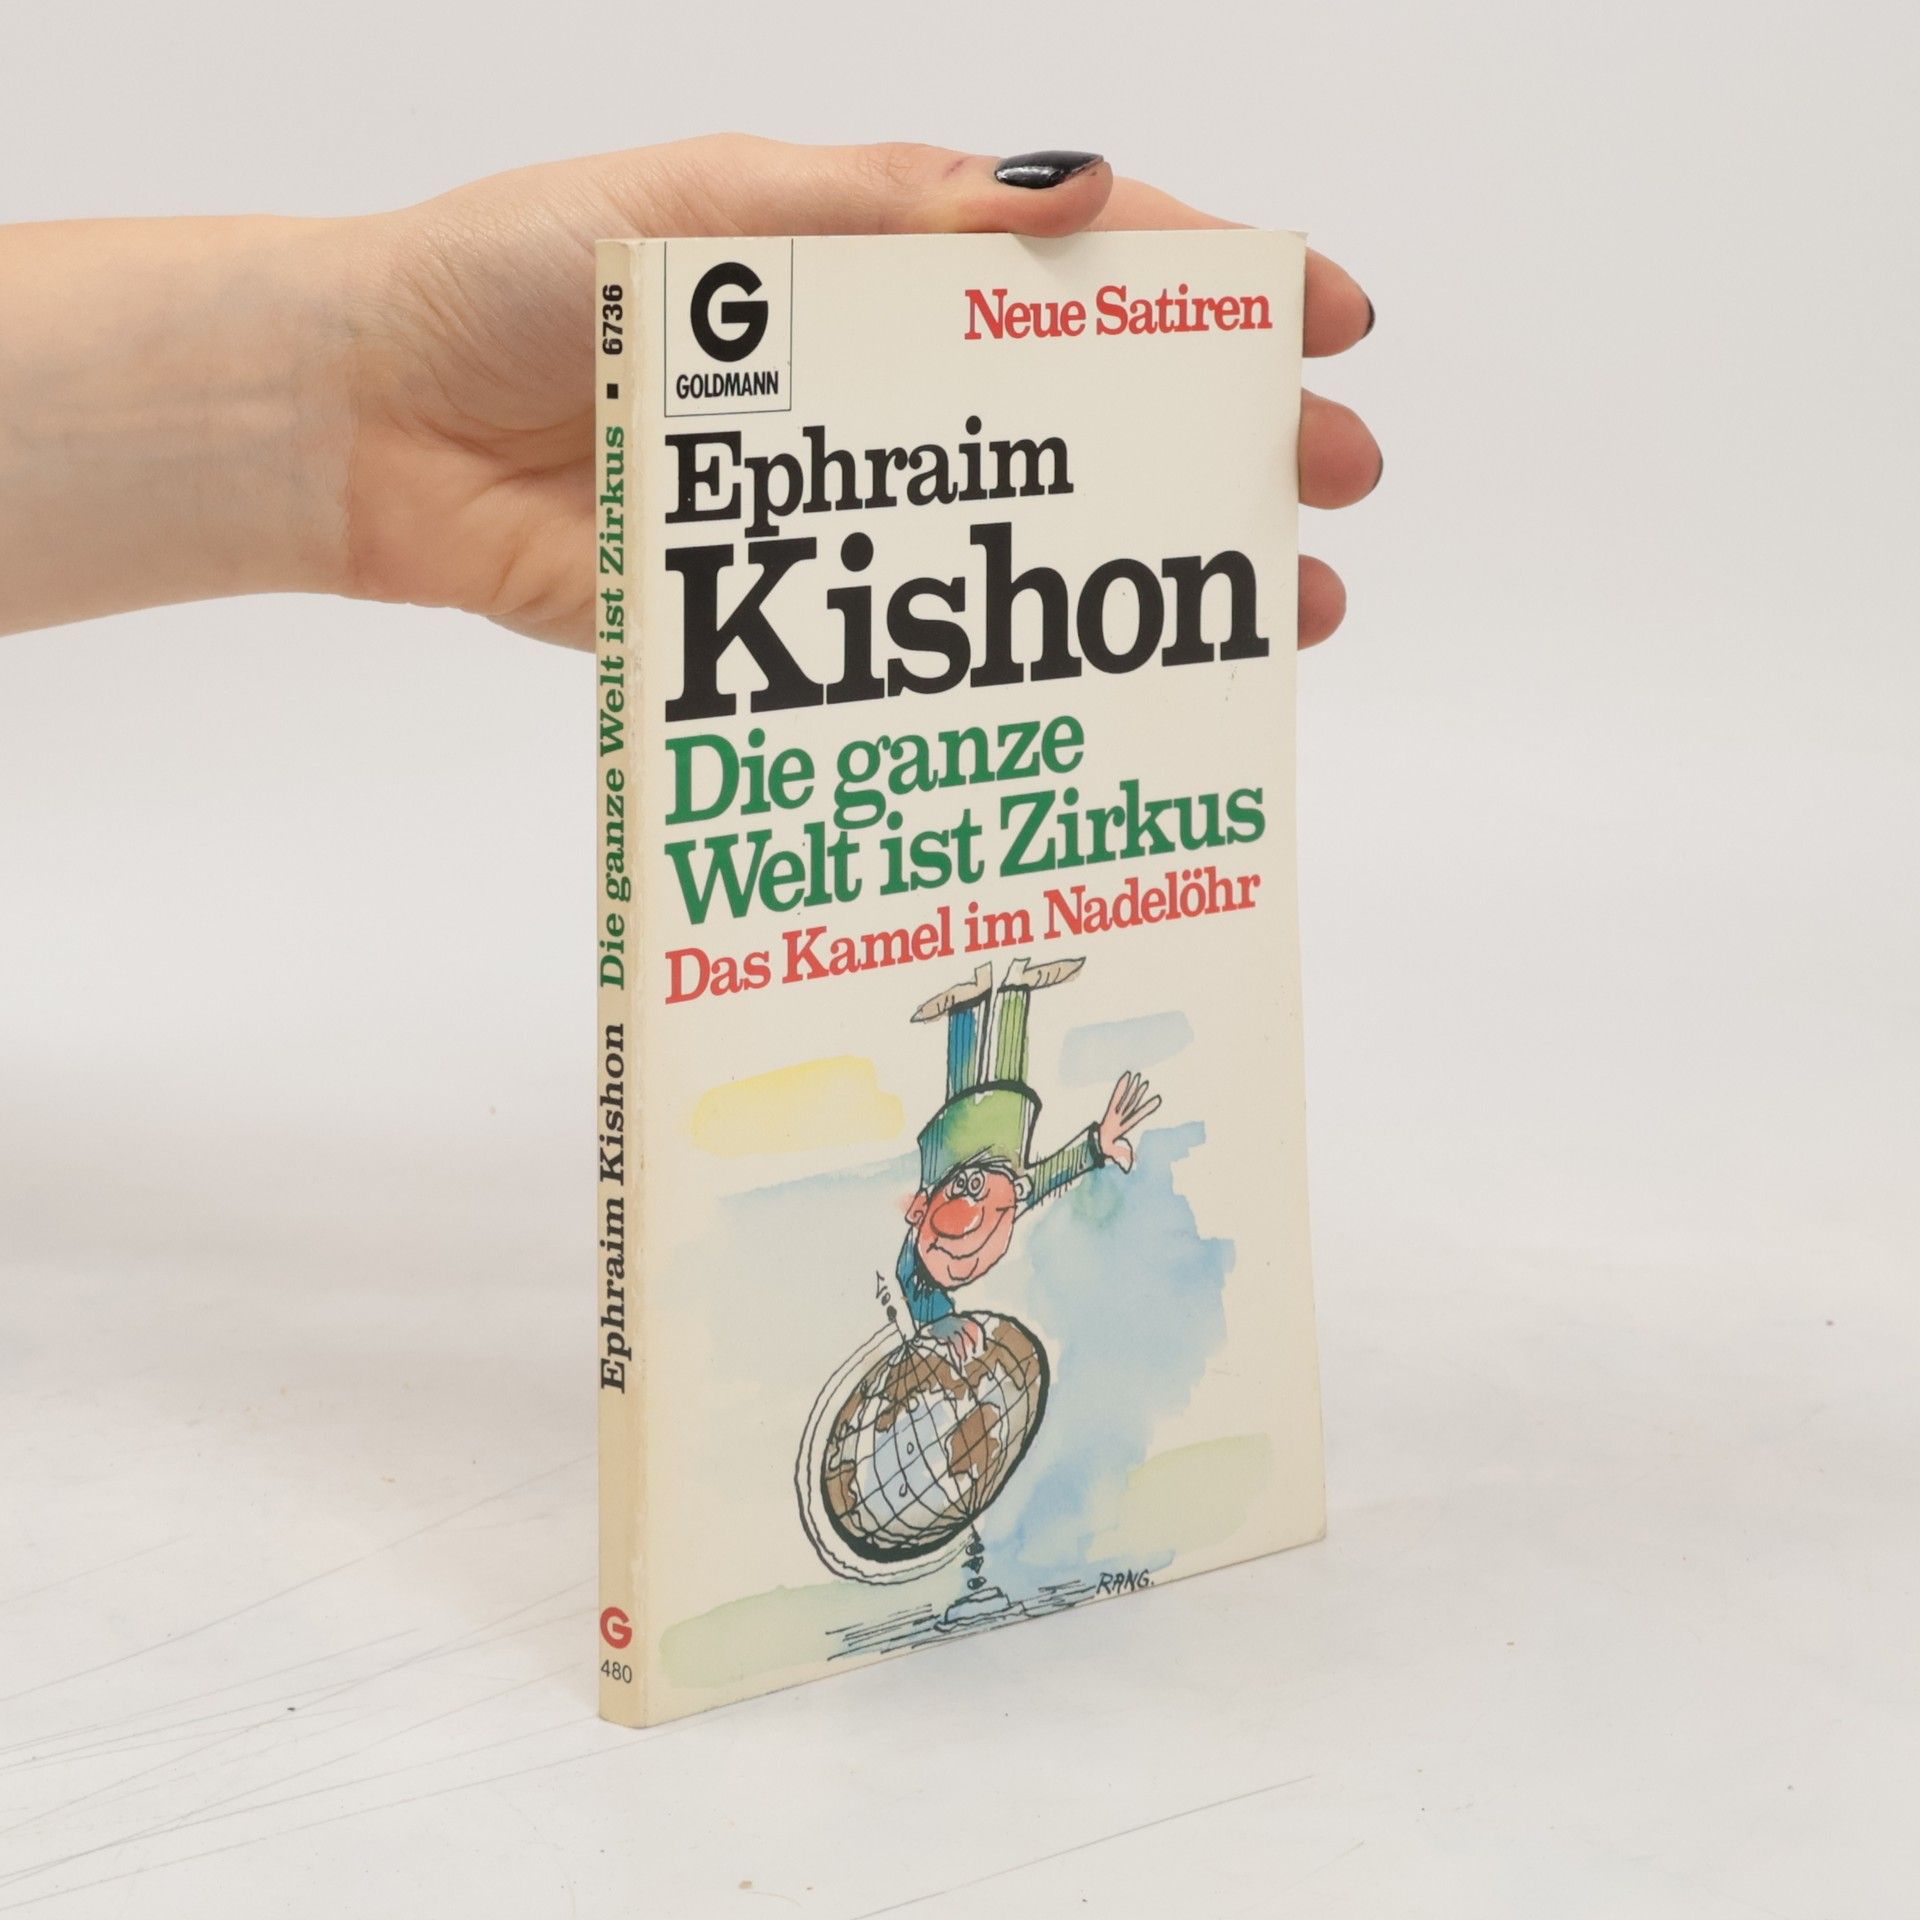 G
GOLDMANN
Neue Satiren
Ephraim
Kishon
Die ganze
Welt ist Zirkus
Das Kamel im Nadelöhr
RANG.
Ephraim Kishon Die ganze Welt ist Zirkus ▪ 6736
G
480